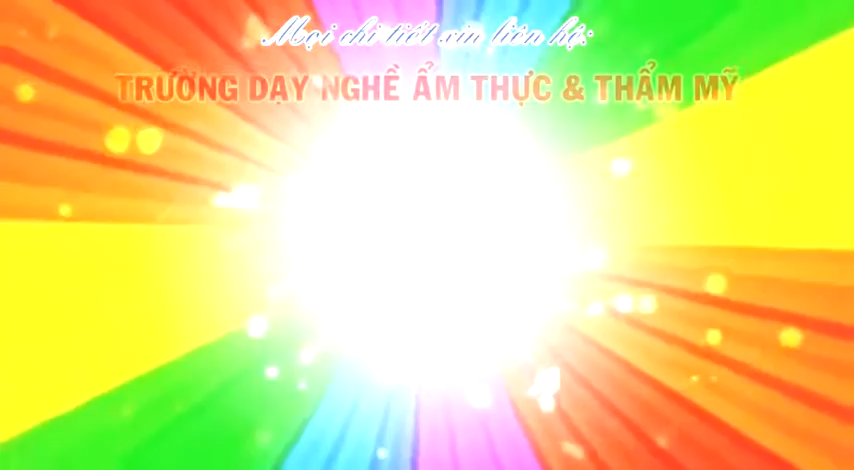 Mọi chi tiết xin liên hệ:
TRƯỜNG DẠY NGHỀ ẨM THỰC & THẨM MỸ